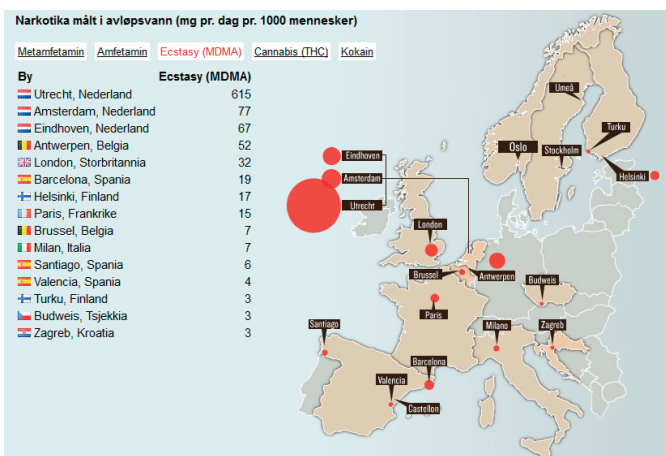 Narkotika målt i avløpsvann (mg pr. dag pr. 1000 mennesker)
Metamfetamin Amfetamin Ecstasy (MDMA) Cannabis (THC) Kokain
By Ecstasy (MDMA)
Utrecht, Nederland 615
Amsterdam, Nederland 77
Eindhoven, Nederland 67
Antwerpen, Belgia 52
London, Storbritannia 32
Barcelona, Spania 19
Helsinki, Finland 17
Paris, Frankrike 15
Brussel, Belgia 7
Milan, Italia 7
Santiago, Spania 6
Valencia, Spania 4
Turku, Finland 3
Budweis, Tsjekkia 3
Zagreb, Kroatia 3
Umeå
Turku
Oslo
Stockholm
Helsinki
Eindhoven
Amsterdam
Utrecht
London
Brussel
Antwerpen
Budweis
Paris
Santiago
Milano
Zagreb
Barcelona
Valencia
Castellon